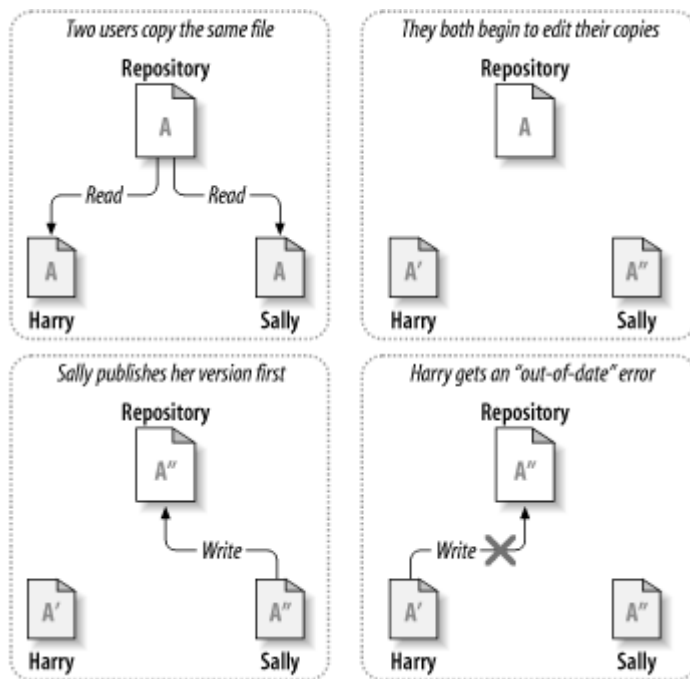 Two users copy the same file
Repository
A
Read
Read
A
A
Harry
Sally
They both begin to edit their copies
Repository
A
A'
A"
Harry
Sally
Sally publishes her version first
Repository
A"
Write
A'
A"
Harry
Sally
Harry gets an “out-of-date” error
Repository
A"
Write
A'
A"
Harry
Sally